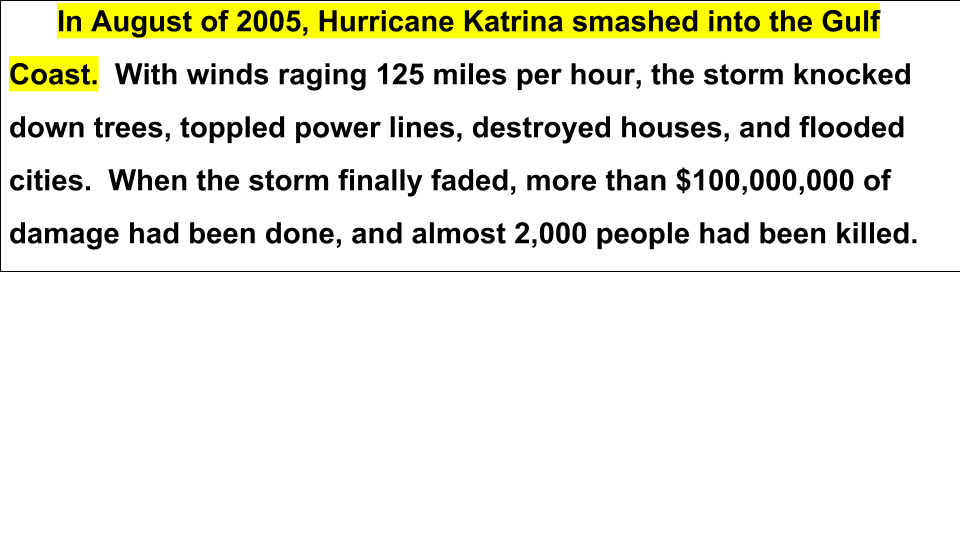 In August of 2005, Hurricane Katrina smashed into the Gulf
Coast.  With winds raging 125 miles per hour, the storm knocked
down trees, toppled power lines, destroyed houses, and flooded
cities.  When the storm finally faded, more than $100,000,000 of
damage had been done, and almost 2,000 people had been killed.